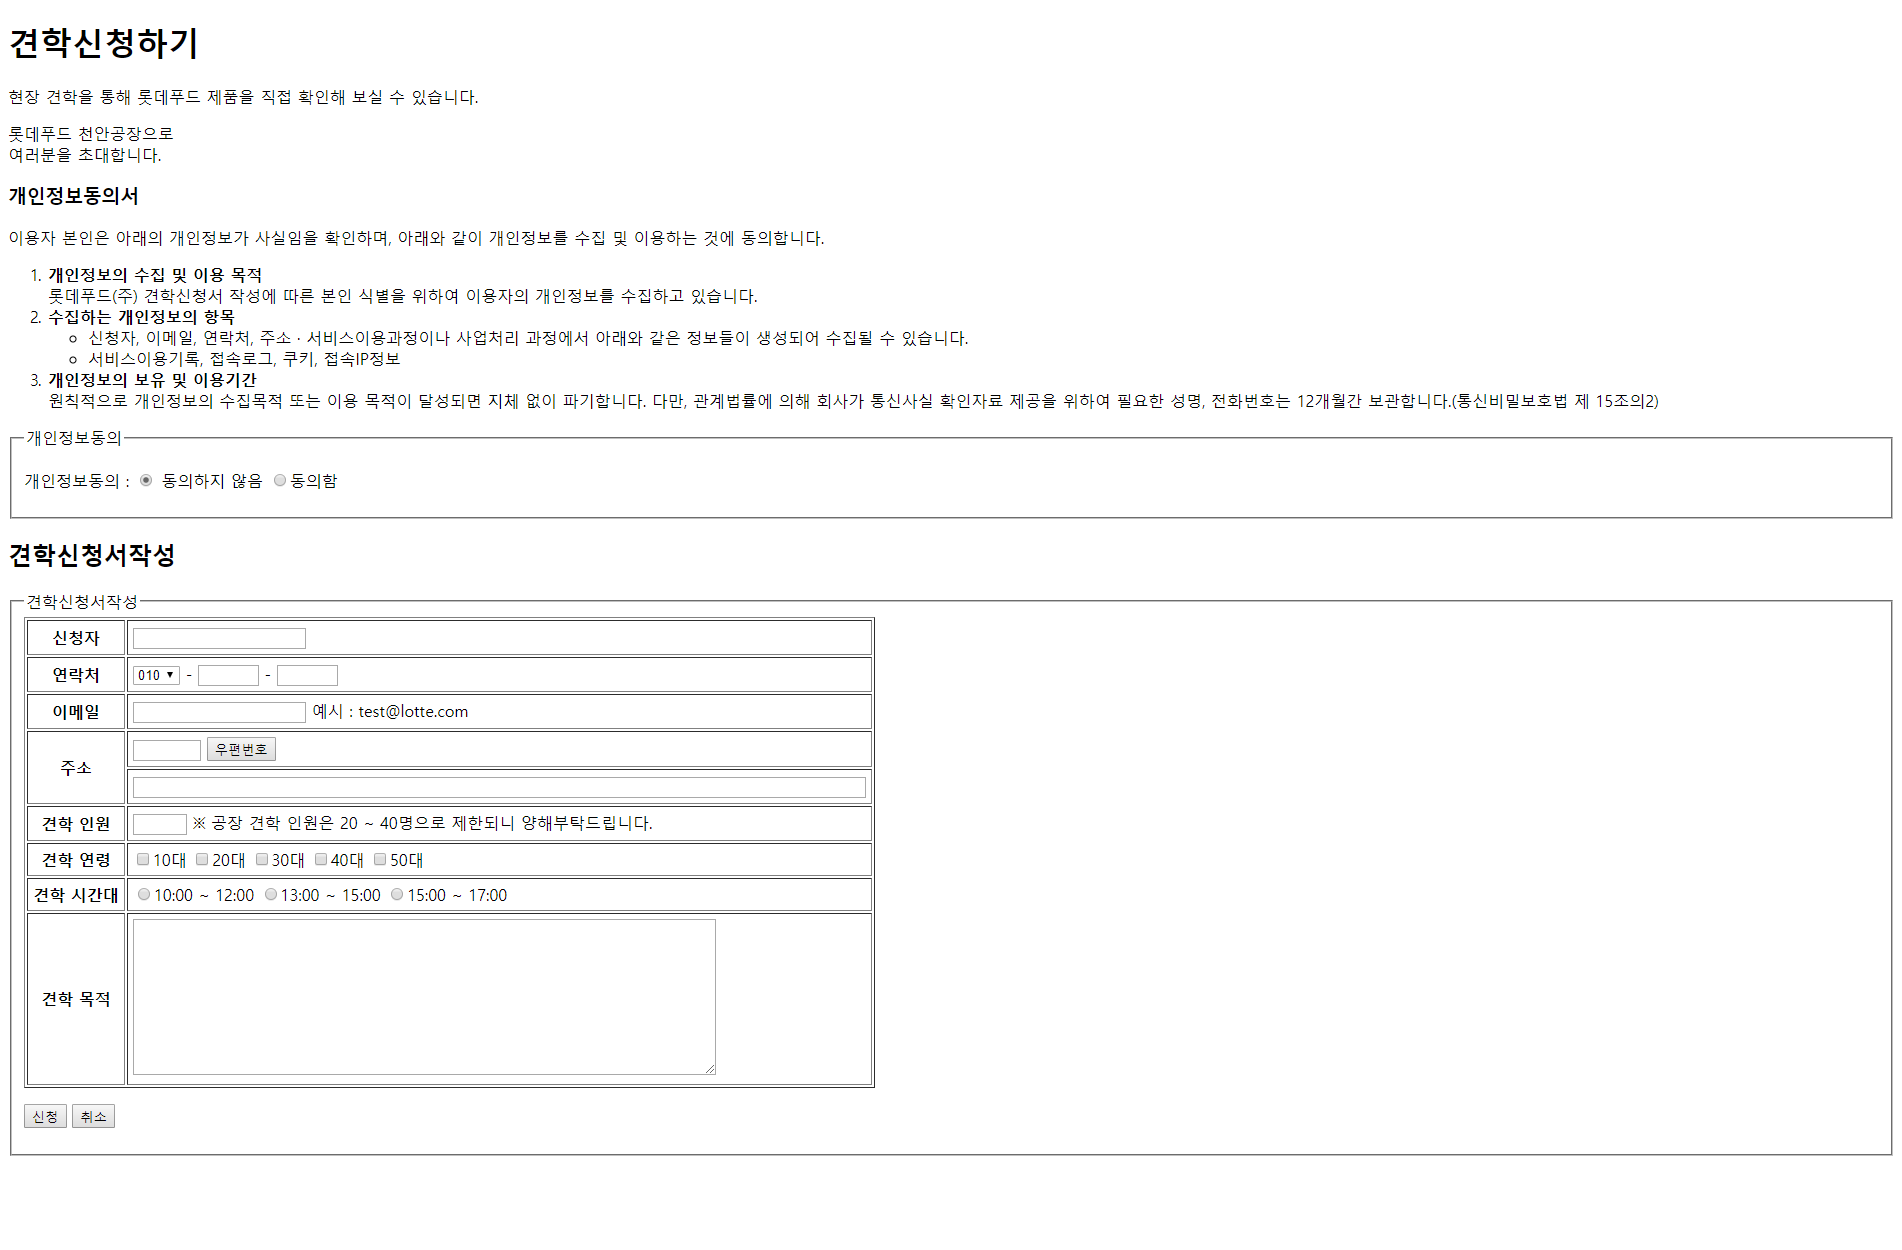 견학신청하기
현장 견학을 통해 롯데푸드 제품을 직접 확인해 보실 수 있습니다.
롯데푸드 천안공장으로
여러분을 초대합니다.
개인정보동의서
이용자 본인은 아래의 개인정보가 사실임을 확인하며, 아래와 같이 개인정보를 수집 및 이용하는 것에 동의합니다.
1. 개인정보의 수집 및 이용 목적
롯데푸드(주) 견학신청서 작성에 따른 본인 식별을 위하여 이용자의 개인정보를 수집하고 있습니다.
2. 수집하는 개인정보의 항목
신청자, 이메일, 연락처, 주소 · 서비스이용과정이나 사업처리 과정에서 아래와 같은 정보들이 생성되어 수집될 수 있습니다.
서비스이용기록, 접속로그, 쿠키, 접속IP정보
3. 개인정보의 보유 및 이용기간
원칙적으로 개인정보의 수집목적 또는 이용 목적이 달성되면 지체 없이 파기합니다. 다만, 관계법률에 의해 회사가 통신사실 확인자료 제공을 위하여 필요한 성명, 전화번호는 12개월간 보관합니다.(통신비밀보호법 제 15조의2)
개인정보동의
개인정보동의 : 동의하지 않음 동의함
견학신청서작성
견학신청서작성
신청자
연락처 010 - -
이메일 예시 : test@lotte.com
주소 우편번호
견학 인원 ※ 공장 견학 인원은 20 ~ 40명으로 제한되니 양해부탁드립니다.
견학 연령 10대 20대 30대 40대 50대
견학 시간대 10:00 ~ 12:00 13:00 ~ 15:00 15:00 ~ 17:00
견학 목적
신청 취소